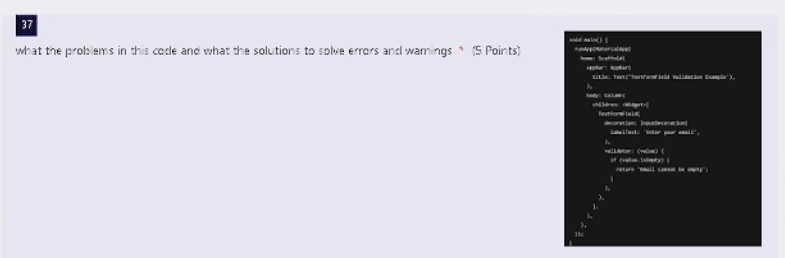 37
what the problems in this code and what the solutions to solve errors and warnings * (5 Points)
void main() {
runApp(MaterialApp(
home: Scaffold(
appBar: AppBar(
title: Text('TextFormField Validation Example'),
),
body: Column(
children: <Widget>[
TextFormField(
decoration: InputDecoration(
labelText: 'Enter your email',
),
validator: (value) {
if (value.isEmpty) {
return 'Email cannot be empty';
}
},
),
],
),
),
));
}